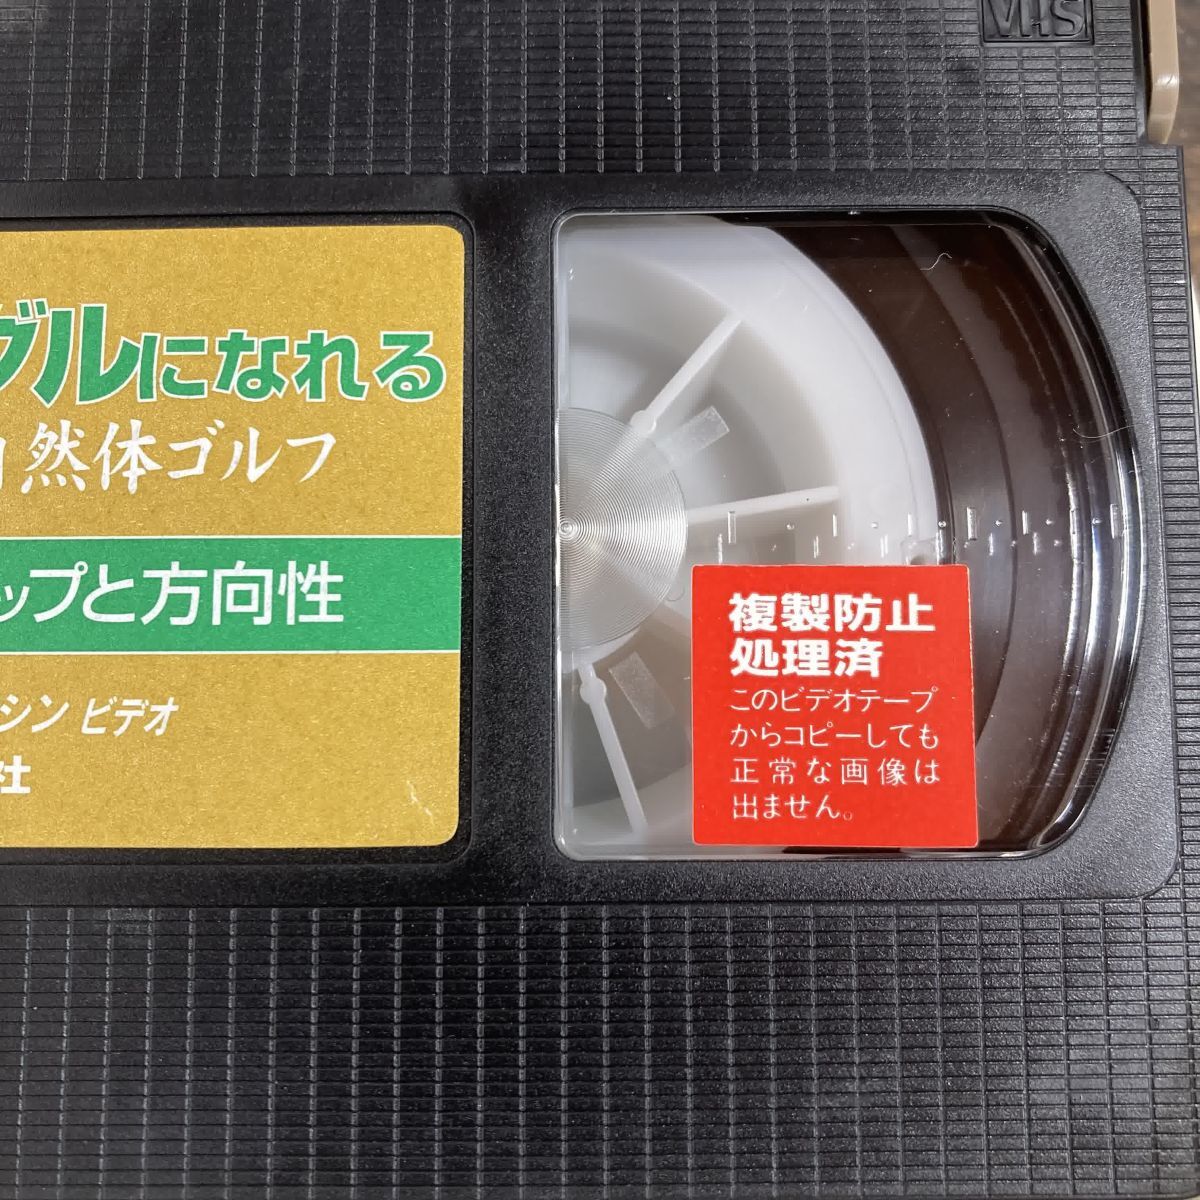 VHS
グルになれる
自然体ゴルフ
ップと方向性
シン ビデオ
社
複製防止
処理済
このビデオテープ
からコピーしても
正常な画像は
出ません。